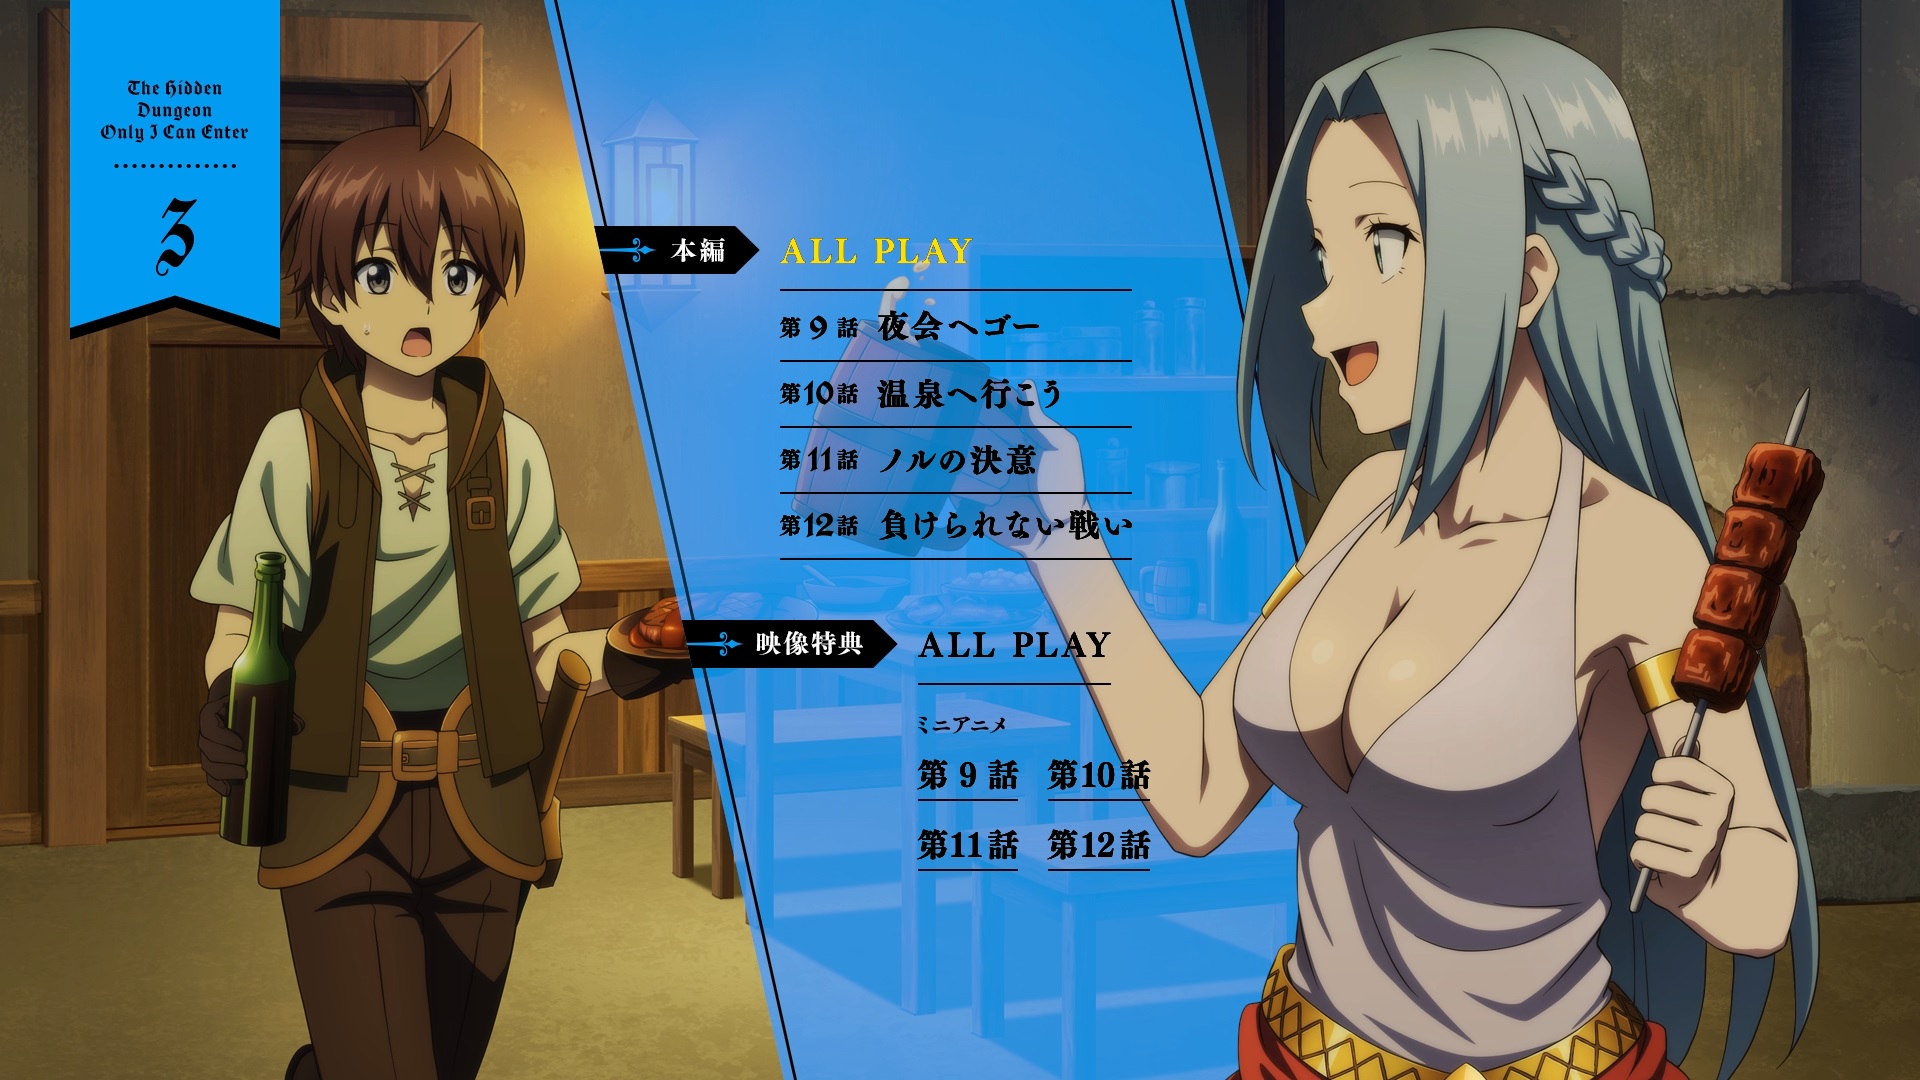 The Hidden
Dungeon
Only I Can Enter
3
本編
ALL PLAY
第9話 夜会へゴー
第10話 温泉へ行こう
第11話 ノルの決意
第12話 負けられない戦い
映像特典
ALL PLAY
ミニアニメ
第9話 第10話
第11話 第12話